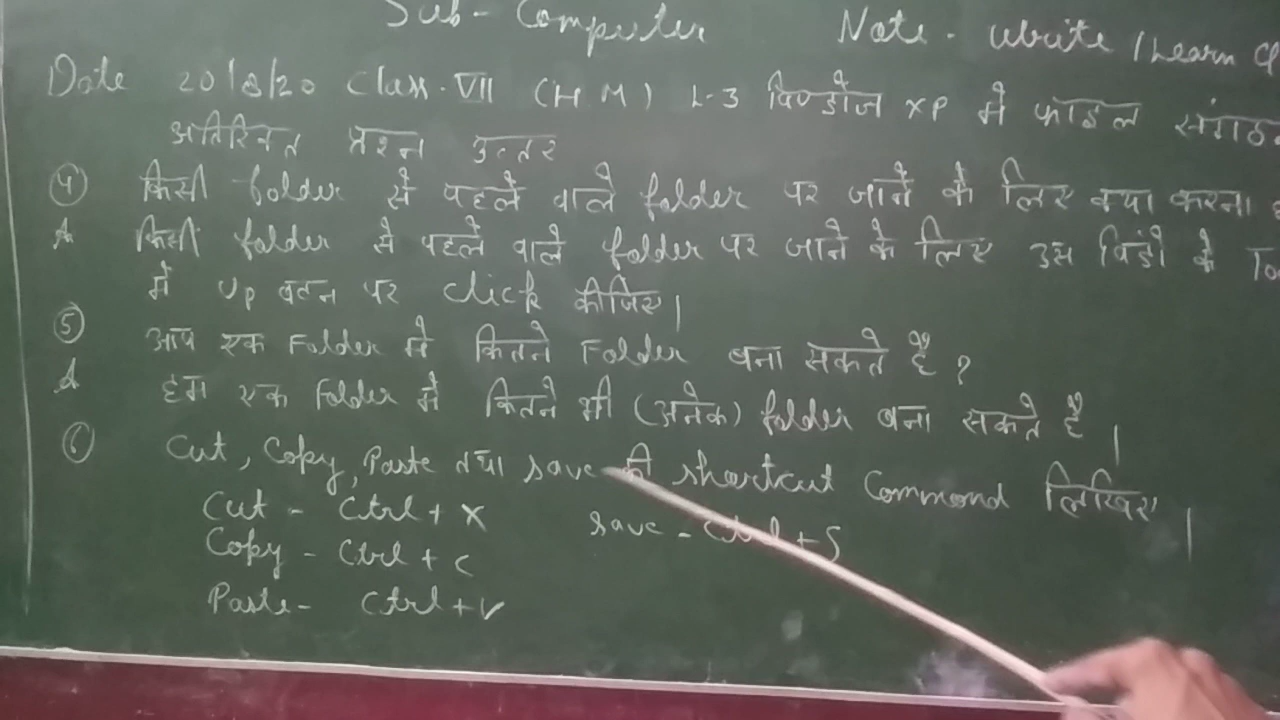 Sub - Computer Note - Write / Learn
Date 20/8/20 Class - VII (H M) L-3 विण्डोज XP में फाइल संगठन
अतिरिक्त प्रश्न उत्तर
(4) किसी folder से पहले वाले folder पर जाने के लिए क्या करना
A किसी folder से पहले वाले folder पर जाने के लिए उस विंडो के
में Up बटन पर click कीजिए।
(5) आप एक Folder में कितने Folder बना सकते हैं ?
A हम एक Folder में कितने भी (अनेक) folder बना सकते हैं।
(6) Cut, Copy, Paste तथा save की shortcut Commond लिखिए।
Cut - Ctrl + X save - Ctrl + S
Copy - Ctrl + C
Paste - Ctrl + V